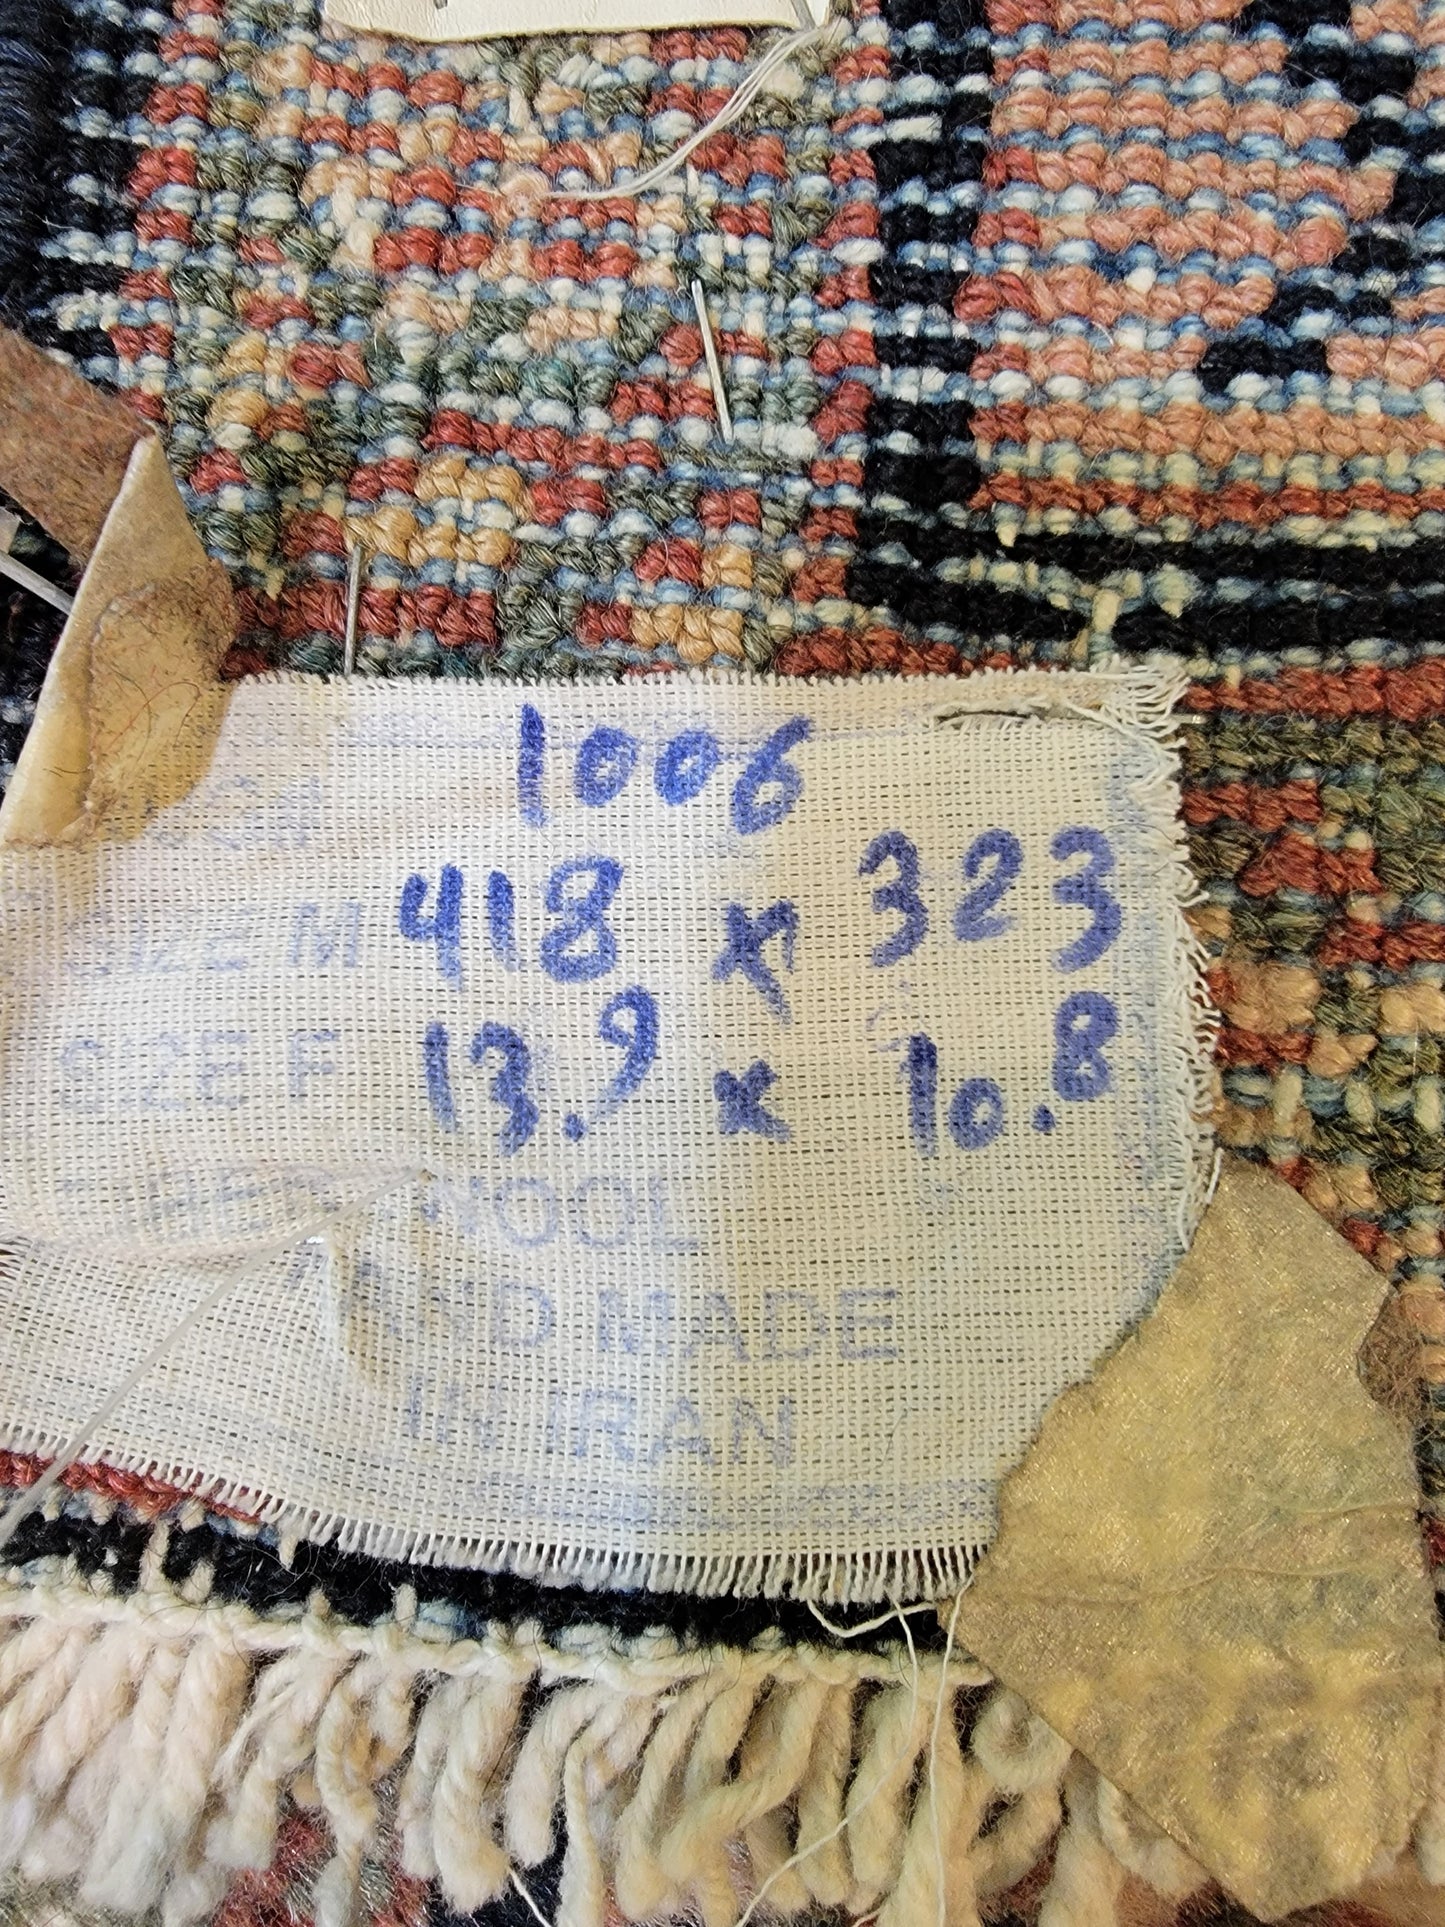 1006
SIZE M 418 x 323
SIZE F 13.9 x 10.8
WOOL
HAND MADE
IN IRAN